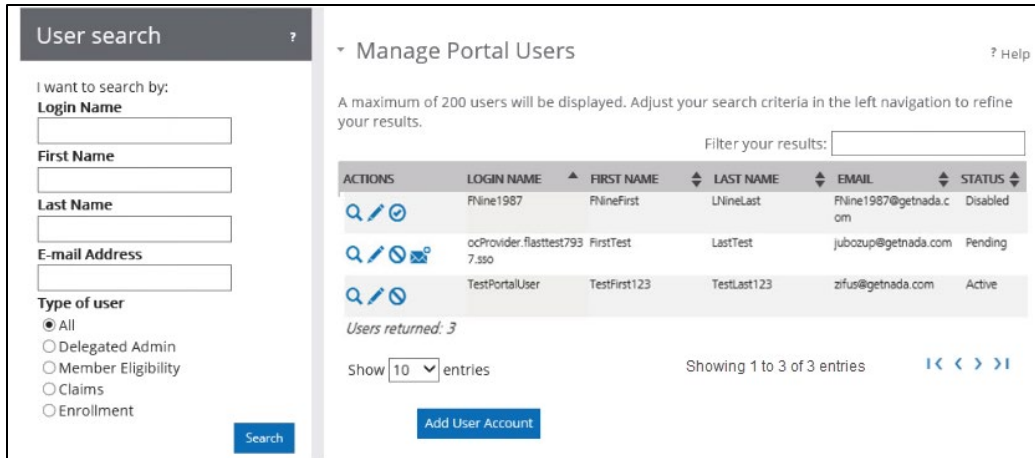 User search ?
I want to search by:
Login Name
First Name
Last Name
E-mail Address
Type of user
All
Delegated Admin
Member Eligibility
Claims
Enrollment
Search
Manage Portal Users
? Help
A maximum of 200 users will be displayed. Adjust your search criteria in the left navigation to refine
your results.
Filter your results:
ACTIONS LOGIN NAME FIRST NAME LAST NAME EMAIL STATUS
FNine1987 FNineFirst LNineLast FNine1987@getnada.c Disabled
om
ocProvider.flasttest793 FirstTest LastTest jubozup@getnada.com Pending
7.sso
TestPortalUser TestFirst123 TestLast123 zifus@getnada.com Active
Users returned: 3
Show 10 entries Showing 1 to 3 of 3 entries
Add User Account